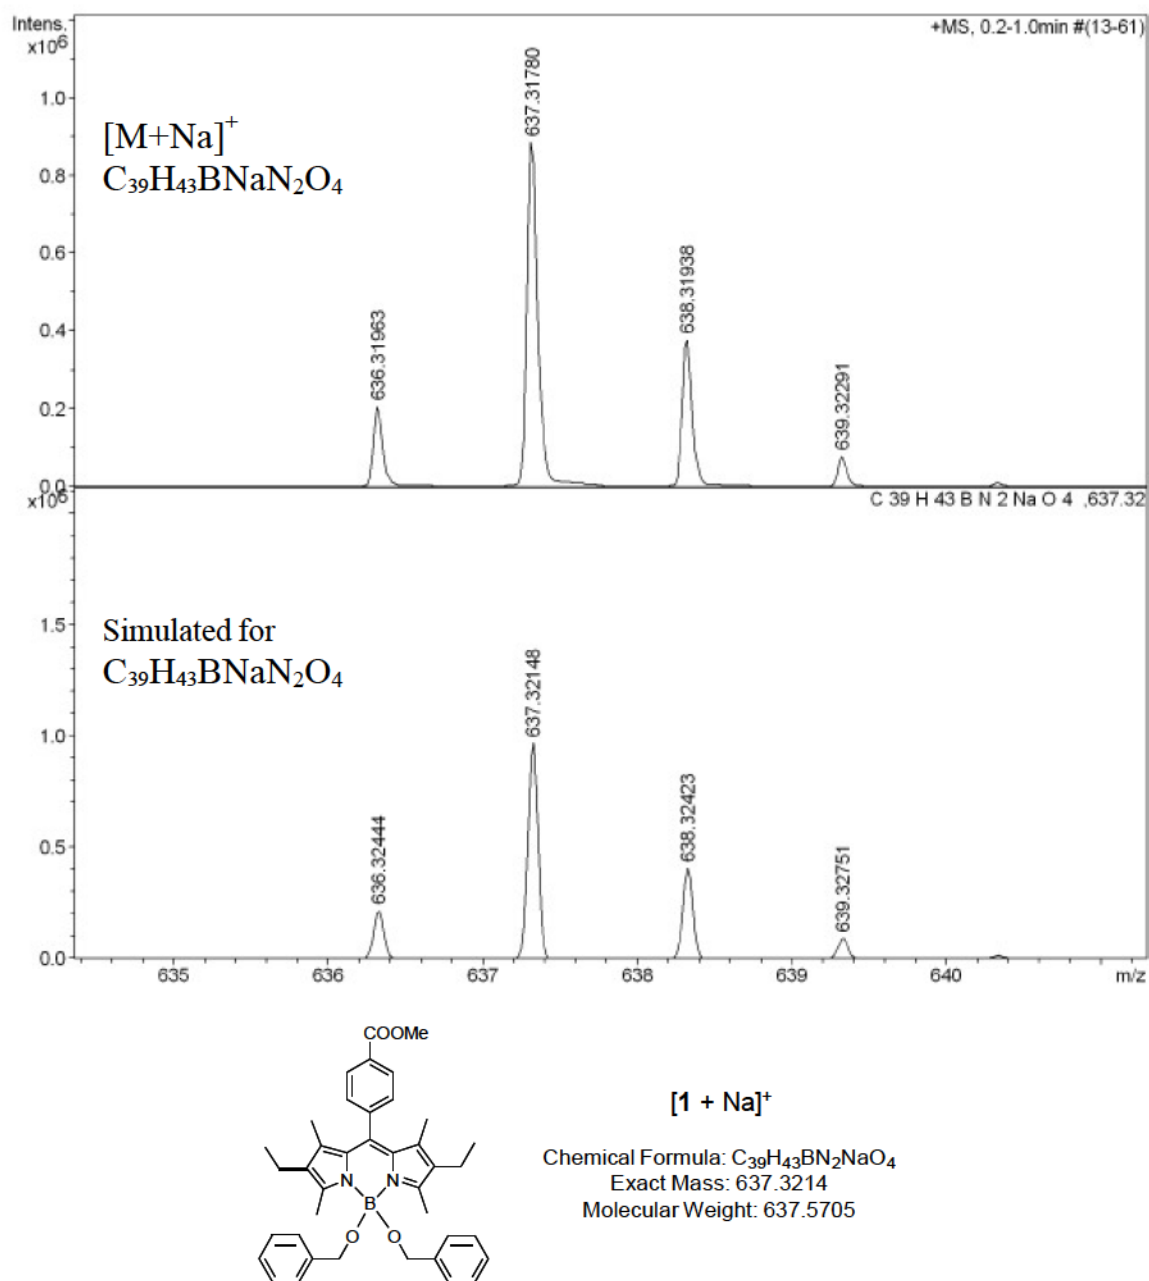 Intens.
x10⁶
+MS, 0.2-1.0min #(13-61)
1.0
0.8
0.6
0.4
0.2
0.0
[M+Na]⁺
C₃₉H₄₃BNaN₂O₄
636.31963
637.31780
638.31938
639.32291
x10⁶
C 39 H 43 B N 2 Na O 4 ,637.32
1.5
1.0
0.5
0.0
Simulated for
C₃₉H₄₃BNaN₂O₄
636.32444
637.32148
638.32423
639.32751
635 636 637 638 639 640 m/z
COOMe
N N
B
O O
[1 + Na]⁺
Chemical Formula: C₃₉H₄₃BN₂NaO₄
Exact Mass: 637.3214
Molecular Weight: 637.5705